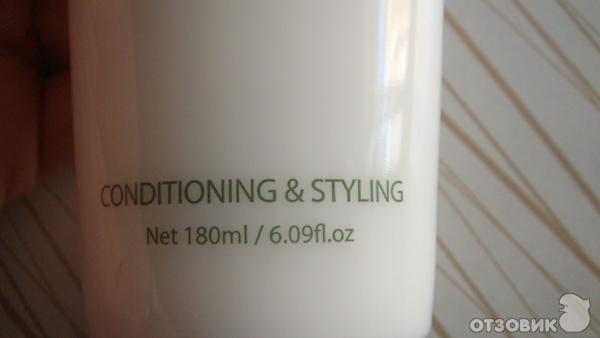 CONDITIONING & STYLING
Net 180ml / 6.09fl.oz
ОТЗОВИК